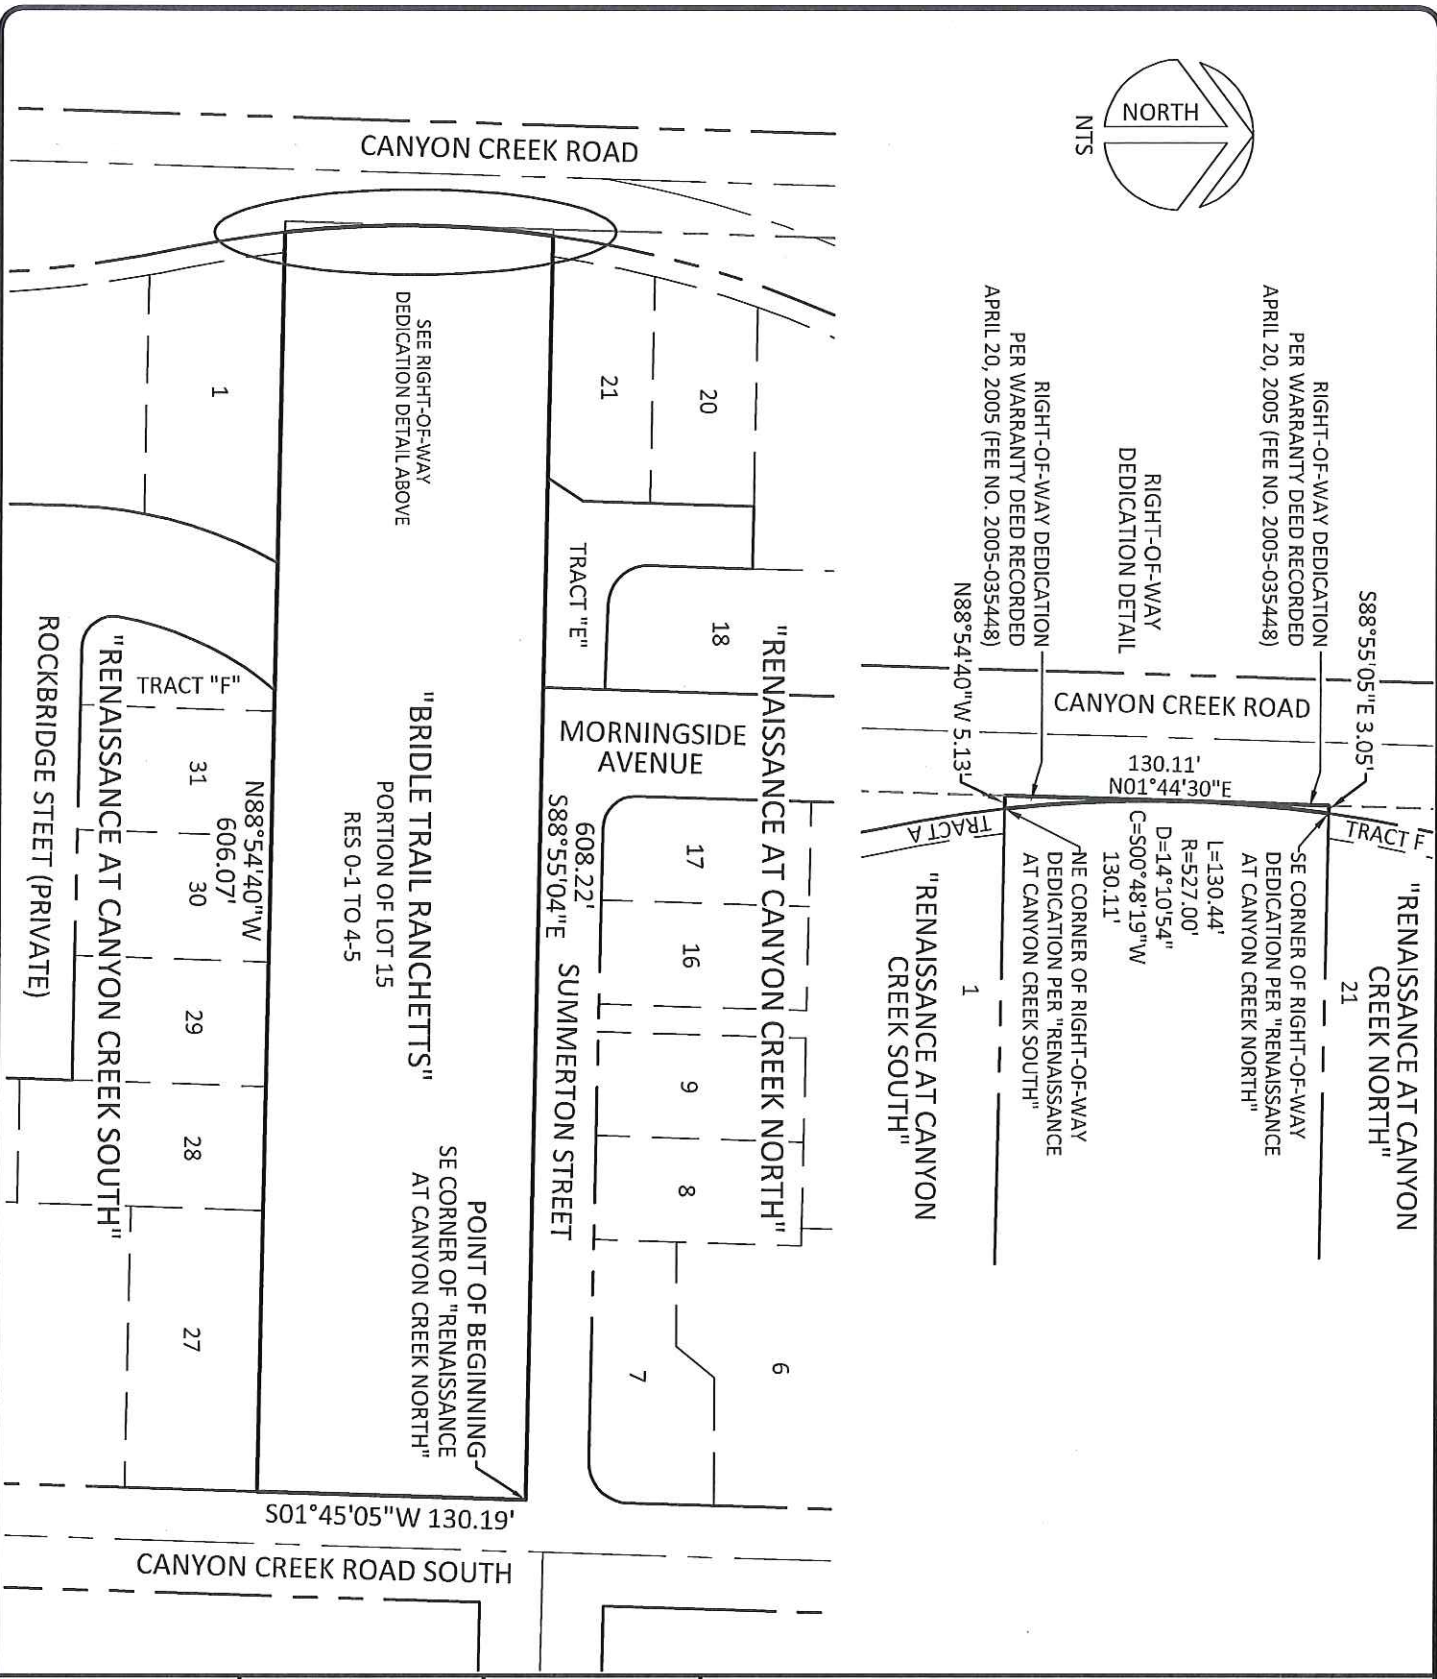 NORTH
NTS
S88°55'05"E 3.05'
RIGHT-OF-WAY DEDICATION
PER WARRANTY DEED RECORDED
APRIL 20, 2005 (FEE NO. 2005-035448)
RIGHT-OF-WAY
DEDICATION DETAIL
RIGHT-OF-WAY DEDICATION
PER WARRANTY DEED RECORDED
APRIL 20, 2005 (FEE NO. 2005-035448)
N88°54'40"W 5.13'
CANYON CREEK ROAD
130.11'
N01°44'30"E
TRACT F
TRACT A
"RENAISSANCE AT CANYON
CREEK NORTH"
21
SE CORNER OF RIGHT-OF-WAY
DEDICATION PER "RENAISSANCE
AT CANYON CREEK NORTH"
L=130.44'
R=527.00'
D=14°10'54"
C=S00°48'19"W
130.11'
NE CORNER OF RIGHT-OF-WAY
DEDICATION PER "RENAISSANCE
AT CANYON CREEK SOUTH"
1
"RENAISSANCE AT CANYON
CREEK SOUTH"
CANYON CREEK ROAD
20
21
SEE RIGHT-OF-WAY
DEDICATION DETAIL ABOVE
1
18
TRACT "E"
"RENAISSANCE AT CANYON CREEK NORTH"
MORNINGSIDE
AVENUE
17
16
9
8
6
7
608.22'
S88°55'04"E
SUMMERTON STREET
"BRIDLE TRAIL RANCHETTS"
PORTION OF LOT 15
RES 0-1 TO 4-5
POINT OF BEGINNING
SE CORNER OF "RENAISSANCE
AT CANYON CREEK NORTH"
N88°54'40"W
606.07'
TRACT "F"
31
30
29
28
27
"RENAISSANCE AT CANYON CREEK SOUTH"
ROCKBRIDGE STEET (PRIVATE)
S01°45'05"W 130.19'
CANYON CREEK ROAD SOUTH